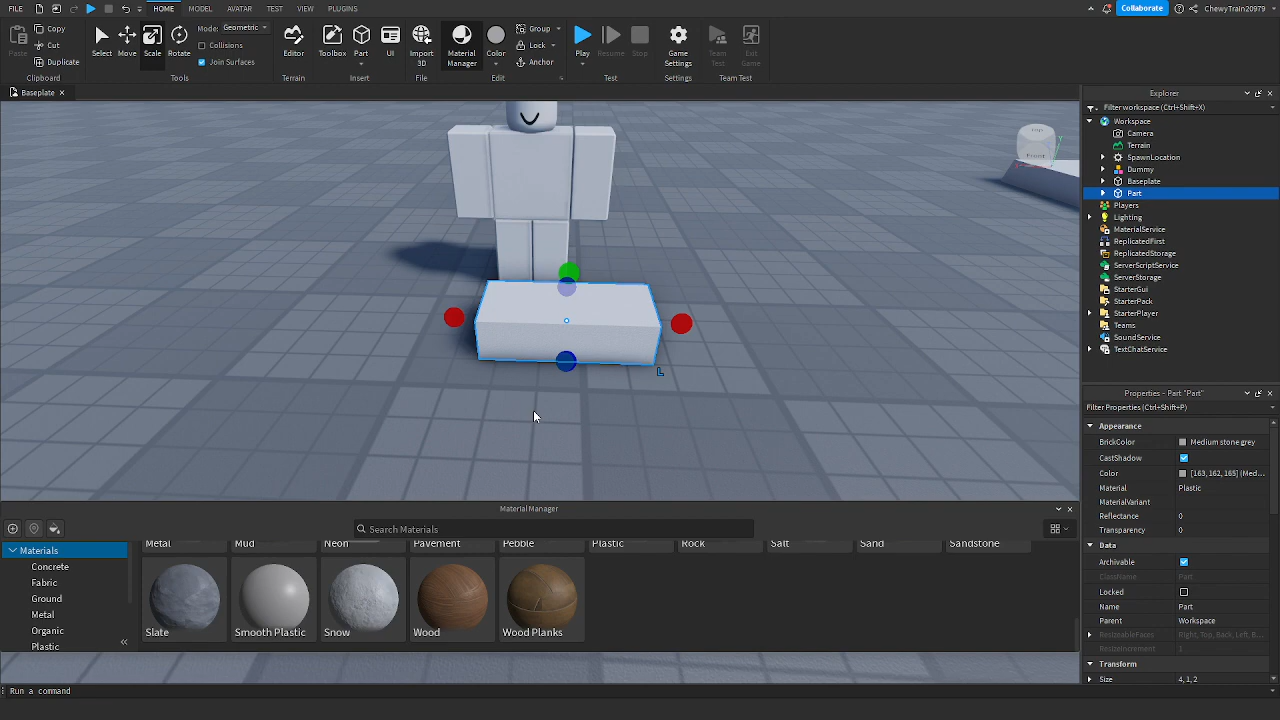 FILE HOME MODEL AVATAR TEST VIEW PLUGINS Collaborate ChewyTrain20979
Paste Copy Cut Duplicate Clipboard
Select Move Scale Rotate Mode: Geometric Collisions Join Surfaces Tools
Editor Terrain
Toolbox Part UI Insert
Import 3D File
Material Manager Color Group Lock Anchor Edit
Play Resume Stop Test
Game Settings Settings
Team Test Exit Game Team Test
Baseplate
Top
Front
Y
L
Explorer
Filter workspace (Ctrl+Shift+X)
Workspace
Camera
Terrain
SpawnLocation
Dummy
Baseplate
Part
Players
Lighting
MaterialService
ReplicatedFirst
ReplicatedStorage
ServerScriptService
ServerStorage
StarterGui
StarterPack
StarterPlayer
Teams
SoundService
TextChatService
Properties - Part "Part"
Filter Properties (Ctrl+Shift+P)
Appearance
BrickColor Medium stone grey
CastShadow
Color [163, 162, 165] (Med...
Material Plastic
MaterialVariant
Reflectance 0
Transparency 0
Data
Archivable
ClassName Part
Locked
Name Part
Parent Workspace
ResizeableFaces Right, Top, Back, Left, B...
ResizeIncrement 1
Transform
Size 4, 1, 2
Material Manager
Search Materials
Materials
Concrete
Fabric
Ground
Metal
Organic
Plastic
Metal Mud Neon Pavement Pebble Plastic Rock Salt Sand Sandstone
Slate Smooth Plastic Snow Wood Wood Planks
Run a command